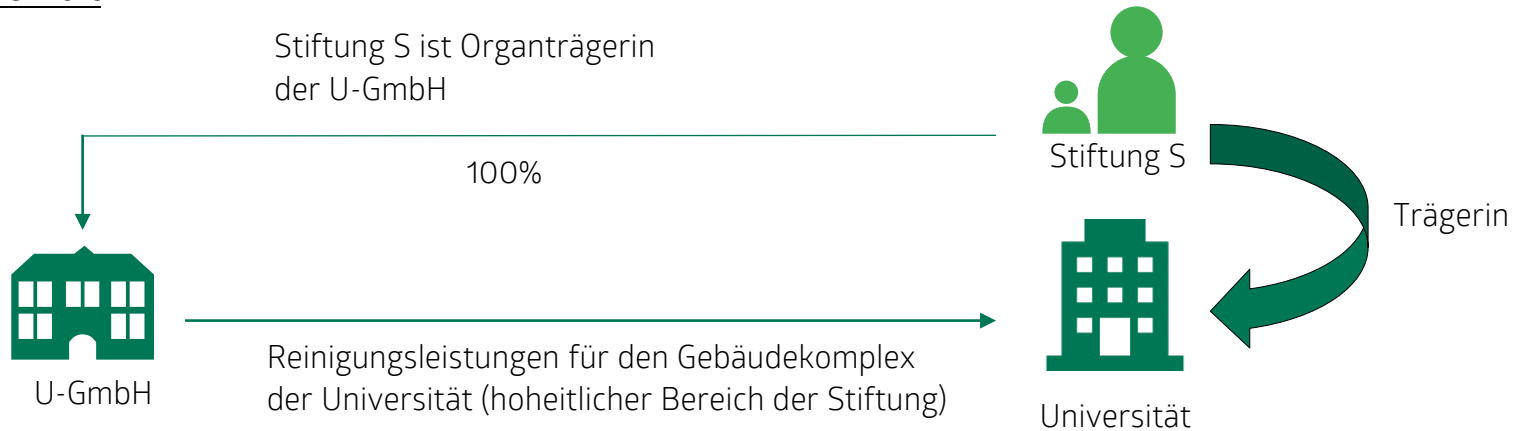 Stiftung S ist Organträgerin
der U-GmbH
100%
Stiftung S
Trägerin
Reinigungsleistungen für den Gebäudekomplex
der Universität (hoheitlicher Bereich der Stiftung)
U-GmbH
Universität